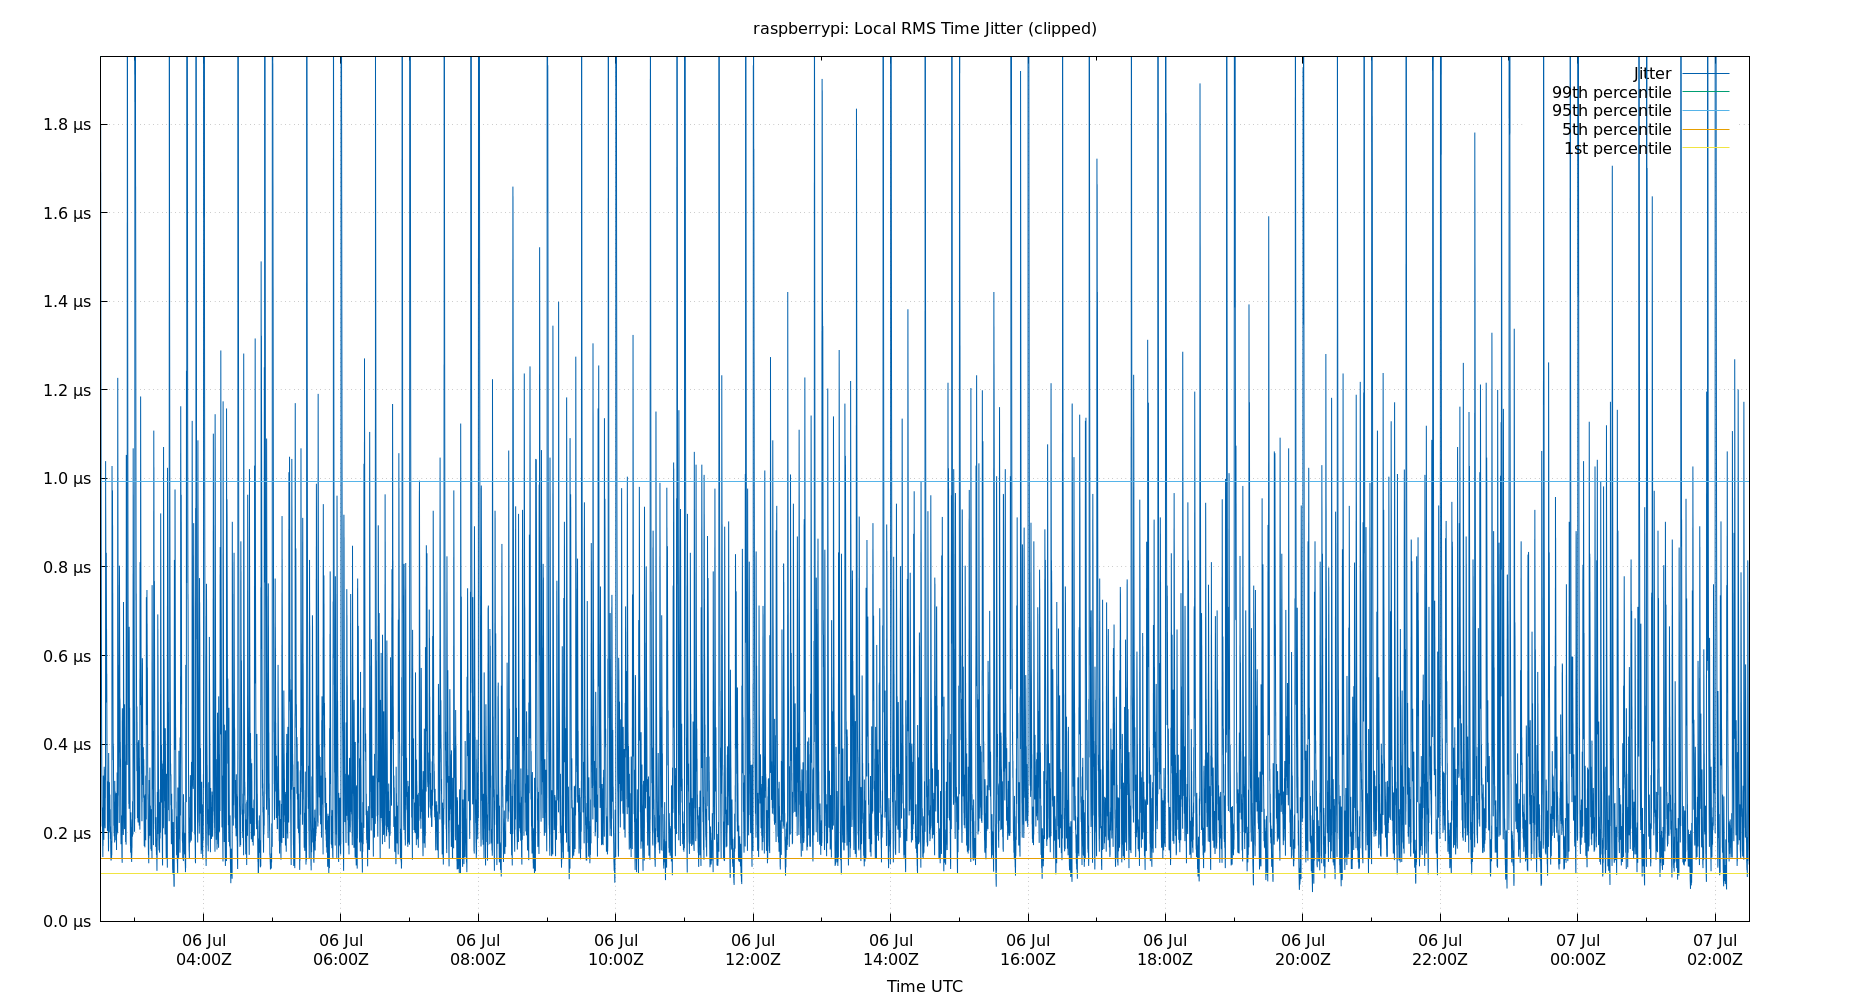 raspberrypi: Local RMS Time Jitter (clipped)
Jitter
99th percentile
95th percentile
5th percentile
1st percentile
1.8 µs
1.6 µs
1.4 µs
1.2 µs
1.0 µs
0.8 µs
0.6 µs
0.4 µs
0.2 µs
0.0 µs
06 Jul 06 Jul 06 Jul 06 Jul 06 Jul 06 Jul 06 Jul 06 Jul 06 Jul 06 Jul 07 Jul 07 Jul
04:00Z 06:00Z 08:00Z 10:00Z 12:00Z 14:00Z 16:00Z 18:00Z 20:00Z 22:00Z 00:00Z 02:00Z
Time UTC